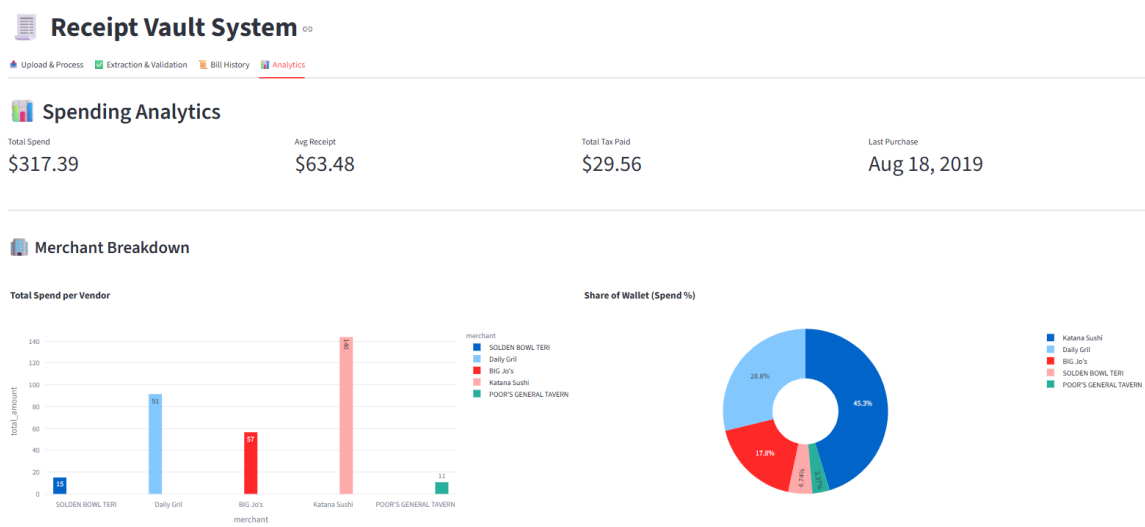 Receipt Vault System
Upload & Process Extraction & Validation Bill History Analytics
Spending Analytics
Total Spend Avg Receipt Total Tax Paid Last Purchase
$317.39 $63.48 $29.56 Aug 18, 2019
Merchant Breakdown
Total Spend per Vendor
merchant
SOLDEN BOWL TERI
Daily Gril
BIG Jo's
Katana Sushi
POOR'S GENERAL TAVERN
total_amount
140
120
100
80
60
40
20
0
15
91
57
140
11
SOLDEN BOWL TERI Daily Gril BIG Jo's Katana Sushi POOR'S GENERAL TAVERN
merchant
Share of Wallet (Spend %)
28.8%
45.3%
17.8%
4.74%
3.37%
Katana Sushi
Daily Gril
BIG Jo's
SOLDEN BOWL TERI
POOR'S GENERAL TAVERN